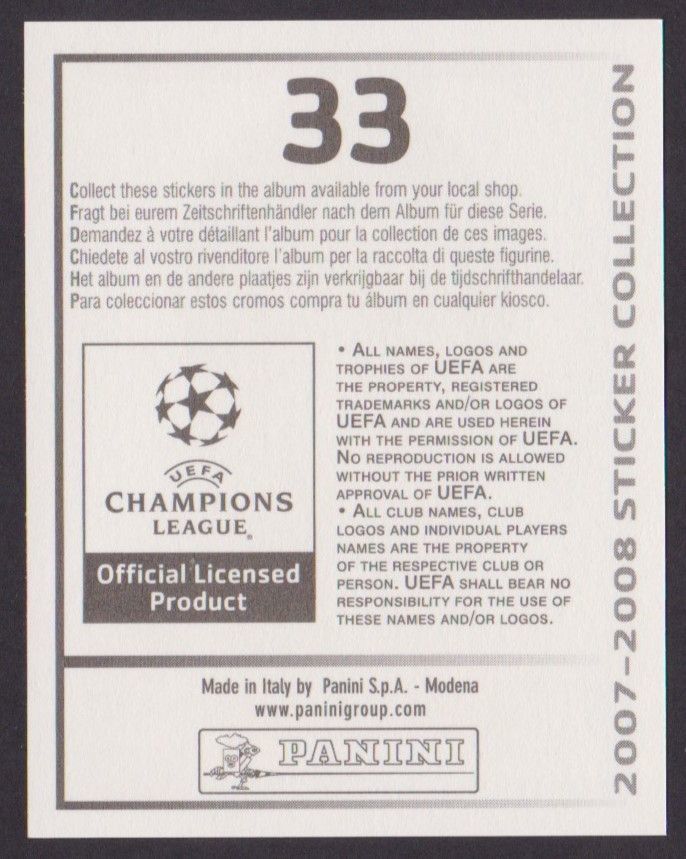 33
Collect these stickers in the album available from your local shop.
Fragt bei eurem Zeitschriftenhändler nach dem Album für diese Serie.
Demandez à votre détaillant l'album pour la collection de ces images.
Chiedete al vostro rivenditore l'album per la raccolta di queste figurine.
Het album en de andere plaatjes zijn verkrijgbaar bij de tijdschrifthandelaar.
Para coleccionar estos cromos compra tu álbum en cualquier kiosco.
UEFA
CHAMPIONS
LEAGUE®
Official Licensed
Product
• ALL NAMES, LOGOS AND
TROPHIES OF UEFA ARE
THE PROPERTY, REGISTERED
TRADEMARKS AND/OR LOGOS OF
UEFA AND ARE USED HEREIN
WITH THE PERMISSION OF UEFA.
NO REPRODUCTION IS ALLOWED
WITHOUT THE PRIOR WRITTEN
APPROVAL OF UEFA.
• ALL CLUB NAMES, CLUB
LOGOS AND INDIVIDUAL PLAYERS
NAMES ARE THE PROPERTY
OF THE RESPECTIVE CLUB OR
PERSON. UEFA SHALL BEAR NO
RESPONSIBILITY FOR THE USE OF
THESE NAMES AND/OR LOGOS.
Made in Italy by Panini S.p.A. - Modena
www.paninigroup.com
PANINI
2007-2008 STICKER COLLECTION